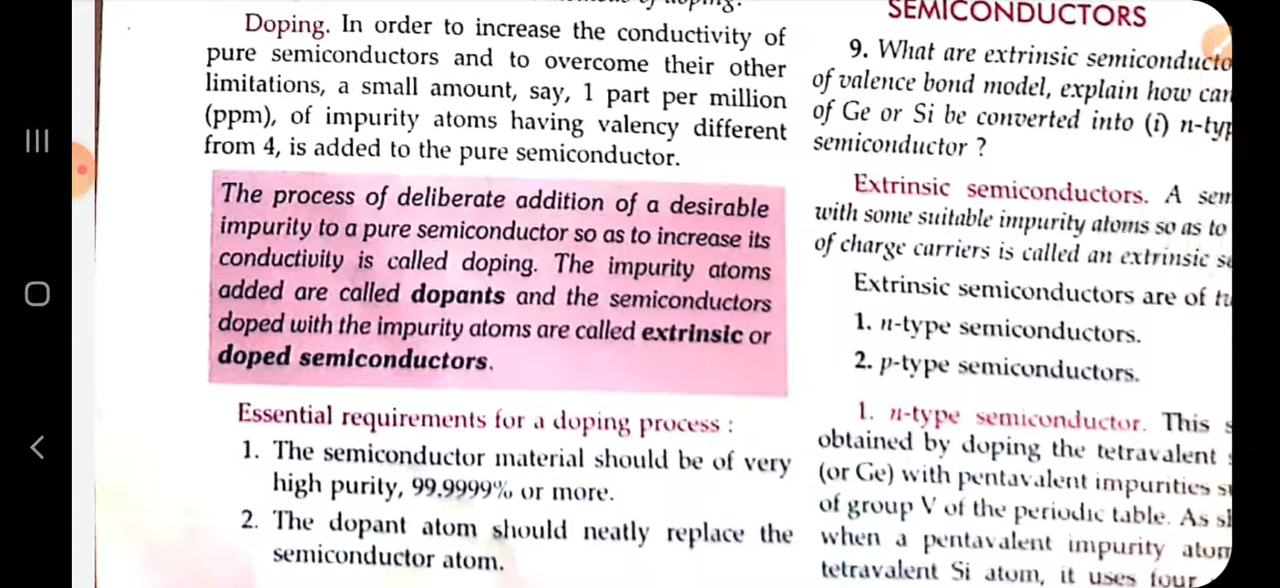 Doping. In order to increase the conductivity of
pure semiconductors and to overcome their other
limitations, a small amount, say, 1 part per million
(ppm), of impurity atoms having valency different
from 4, is added to the pure semiconductor.
The process of deliberate addition of a desirable
impurity to a pure semiconductor so as to increase its
conductivity is called doping. The impurity atoms
added are called dopants and the semiconductors
doped with the impurity atoms are called extrinsic or
doped semiconductors.
Essential requirements for a doping process :
1. The semiconductor material should be of very
high purity, 99.9999% or more.
2. The dopant atom should neatly replace the
semiconductor atom.
SEMICONDUCTORS
9. What are extrinsic
of valence bond model, explain how
of Ge or Si be converted into (i)
semiconductor ?
Extrinsic semiconductors. A
with some suitable impurity atoms so as to
of charge carriers is called an extrinsic
Extrinsic semiconductors are of
1. n-type semiconductors.
2. p-type semiconductors.
1. n-type semiconductor. This
obtained by doping the tetravalent
(or Ge) with pentavalent impurities
of group V of the periodic table. As
when a pentavalent impurity
tetravalent Si atom, it uses four